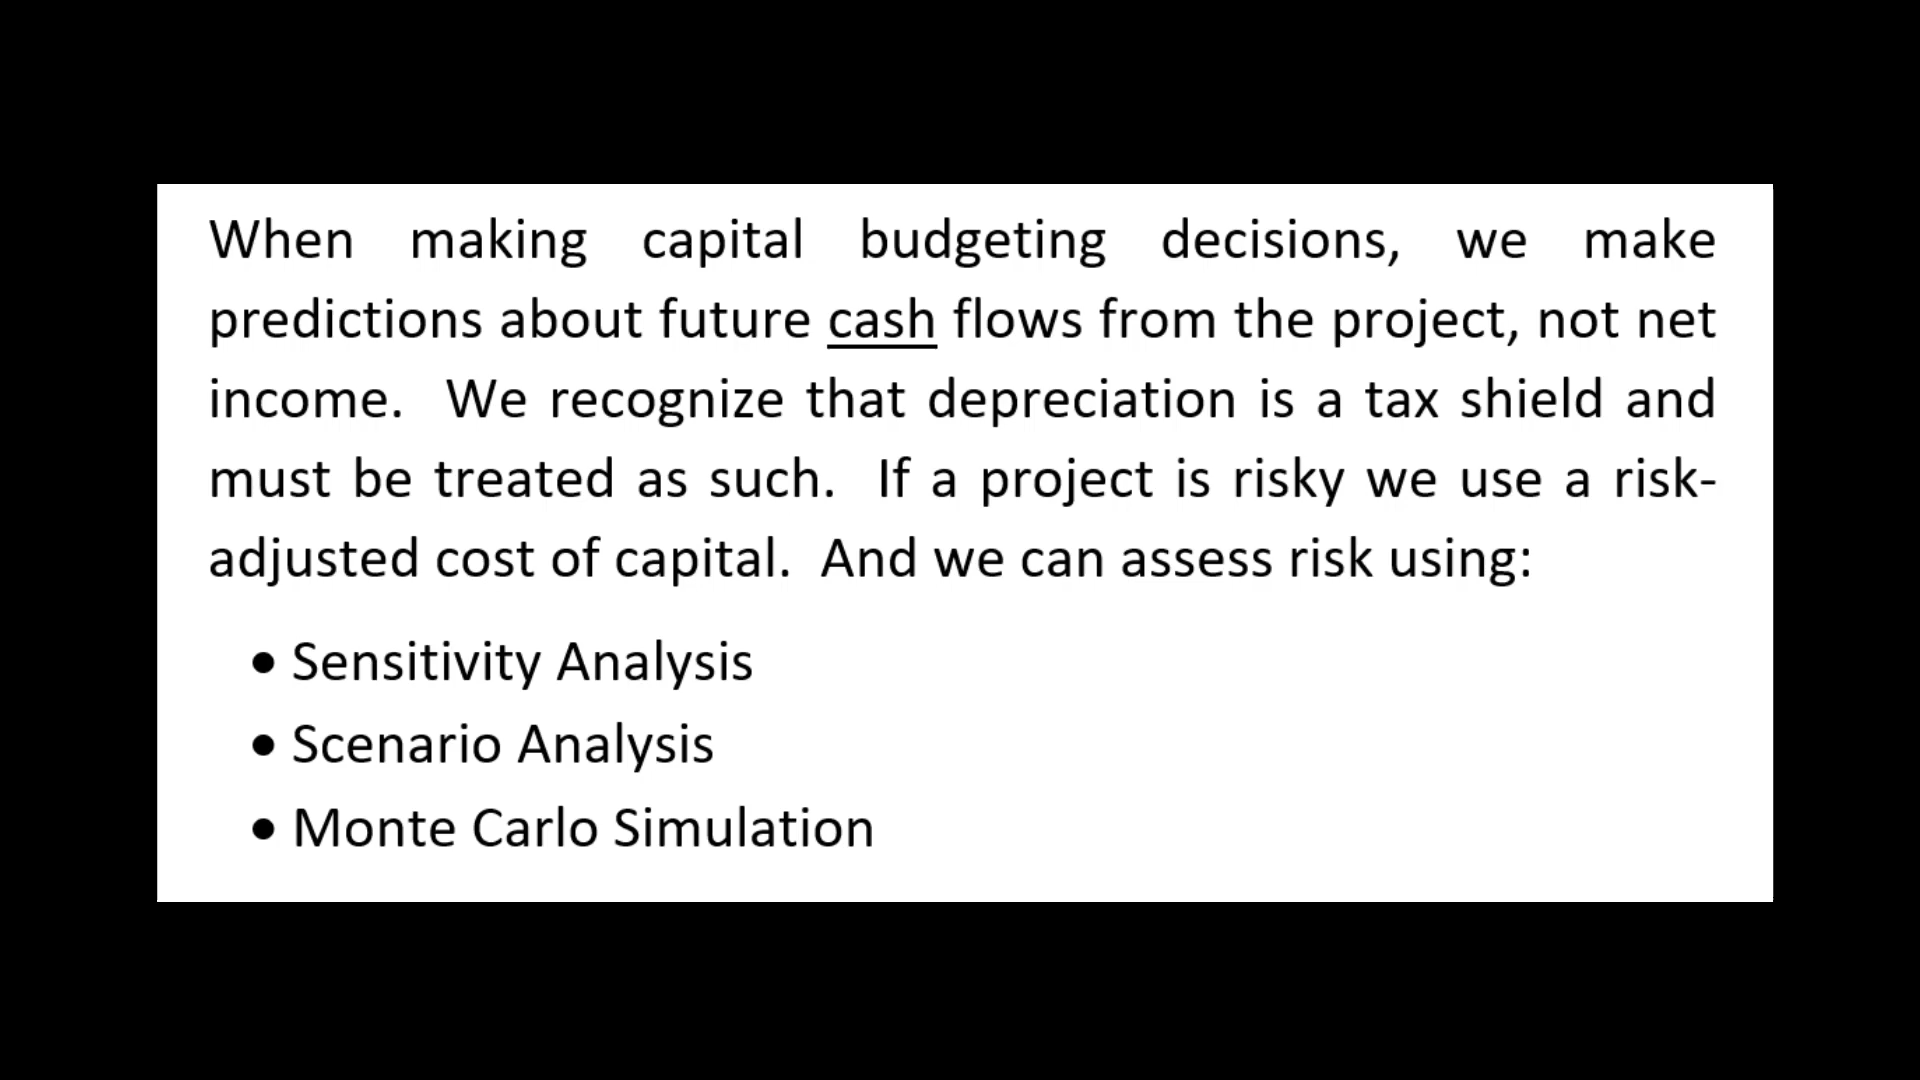 When making capital budgeting decisions, we make
predictions about future cash flows from the project, not net
income.  We recognize that depreciation is a tax shield and
must be treated as such.  If a project is risky we use a risk-
adjusted cost of capital.  And we can assess risk using:
• Sensitivity Analysis
• Scenario Analysis
• Monte Carlo Simulation